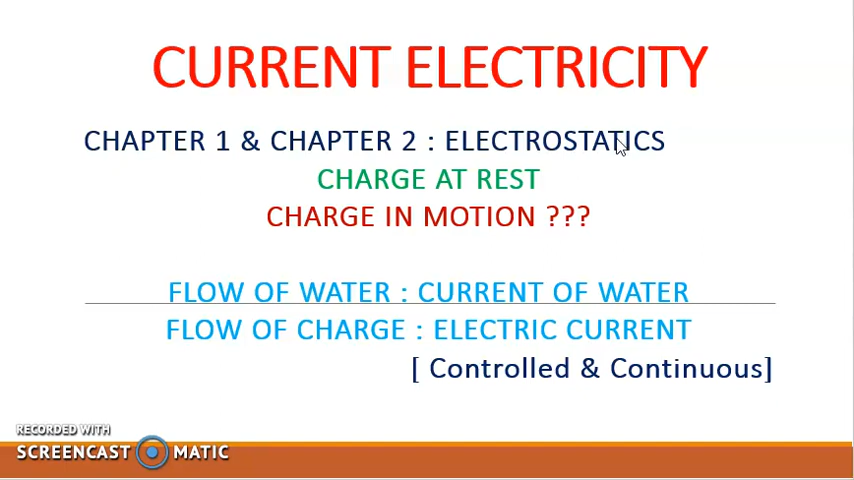 CURRENT ELECTRICITY
CHAPTER 1 & CHAPTER 2 : ELECTROSTATICS
CHARGE AT REST
CHARGE IN MOTION ???
FLOW OF WATER : CURRENT OF WATER
FLOW OF CHARGE : ELECTRIC CURRENT
[ Controlled & Continuous]
RECORDED WITH
SCREENCAST MATIC